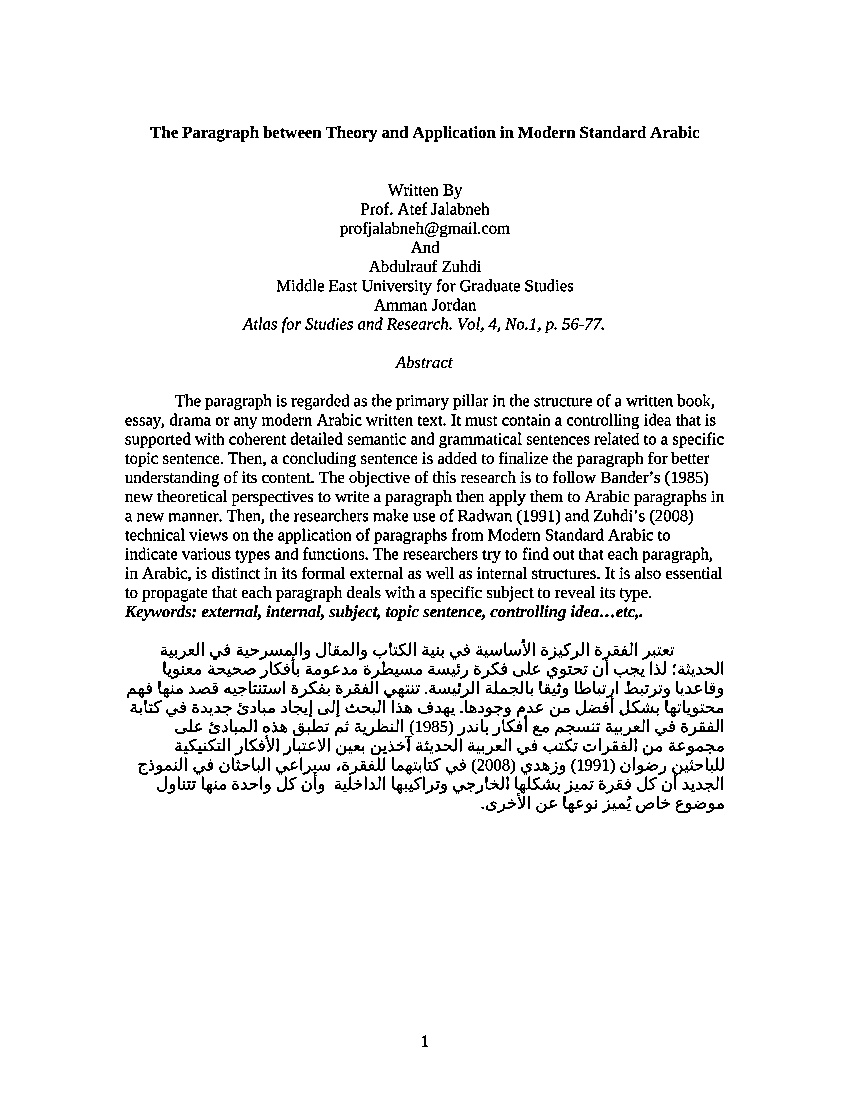 The Paragraph between Theory and Application in Modern Standard Arabic
Written By
Prof. Atef Jalabneh
profjalabneh@gmail.com
And
Abdulrauf Zuhdi
Middle East University for Graduate Studies
Amman Jordan
Atlas for Studies and Research. Vol, 4, No.1, p. 56-77.
Abstract
The paragraph is regarded as the primary pillar in the structure of a written book,
essay, drama or any modern Arabic written text. It must contain a controlling idea that is
supported with coherent detailed semantic and grammatical sentences related to a specific
topic sentence. Then, a concluding sentence is added to finalize the paragraph for better
understanding of its content. The objective of this research is to follow Bander’s (1985)
new theoretical perspectives to write a paragraph then apply them to Arabic paragraphs in
a new manner. Then, the researchers make use of Radwan (1991) and Zuhdi’s (2008)
technical views on the application of paragraphs from Modern Standard Arabic to
indicate various types and functions. The researchers try to find out that each paragraph,
in Arabic, is distinct in its formal external as well as internal structures. It is also essential
to propagate that each paragraph deals with a specific subject to reveal its type.
Keywords: external, internal, subject, topic sentence, controlling idea…etc,.
تعتبر الفقرة الركيزة الأساسية في بنية الكتاب والمقال والمسرحية في العربية
الحديثة؛ لذا يجب أن تحتوي على فكرة رئيسة مسيطرة مدعومة بأفكار صحيحة معنويا
وقاعديا وترتبط ارتباطا وثيقا بالجملة الرئيسة. تنتهي الفقرة بفكرة استنتاجيه قصد منها فهم
محتوياتها بشكل أفضل من عدم وجودها. يهدف هذا البحث إلى إيجاد مبادئ جديدة في كتابة
الفقرة في العربية تنسجم مع أفكار باندر (1985) النظرية ثم تطبق هذه المبادئ على
مجموعة من الفقرات تكتب في العربية الحديثة آخذين بعين الاعتبار الأفكار التكنيكية
للباحثين رضوان (1991) وزهدي (2008) في كتابتهما للفقرة، سيراعي الباحثان في النموذج
الجديد أن كل فقرة تميز بشكلها الخارجي وتراكيبها الداخلية وأن كل واحدة منها تتناول
موضوع خاص يُميز نوعها عن الأخرى.
1